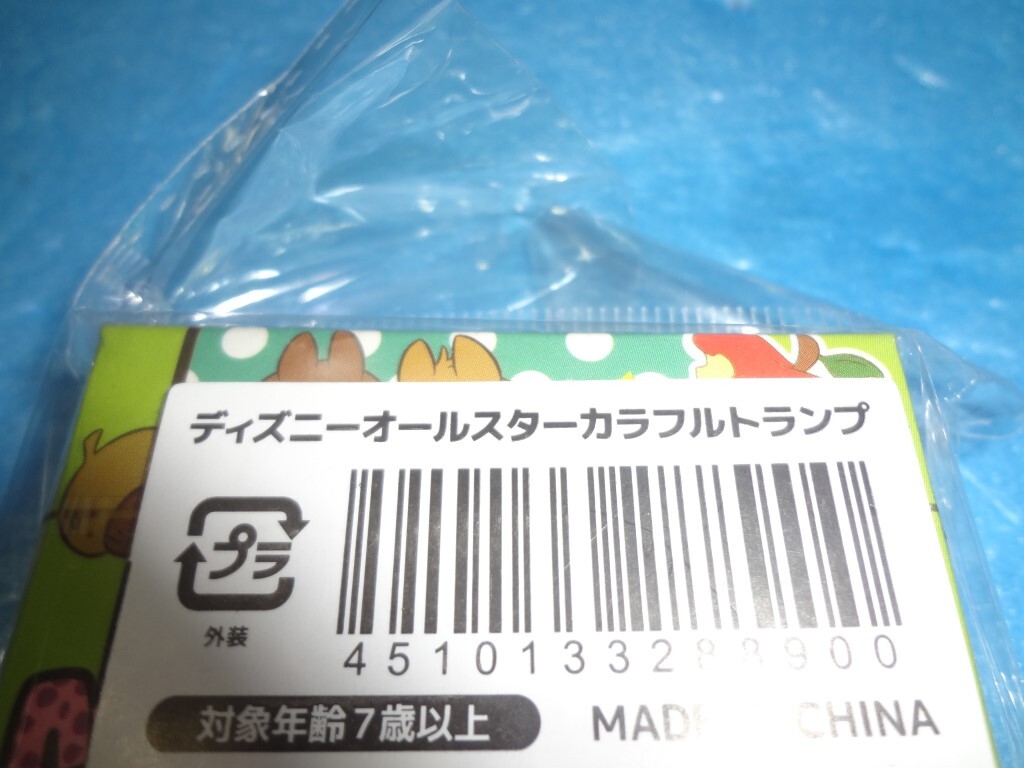 ディズニーオールスターカラフルトランプ
プラ
外装
4510133288900
対象年齢7歳以上
MADE CHINA